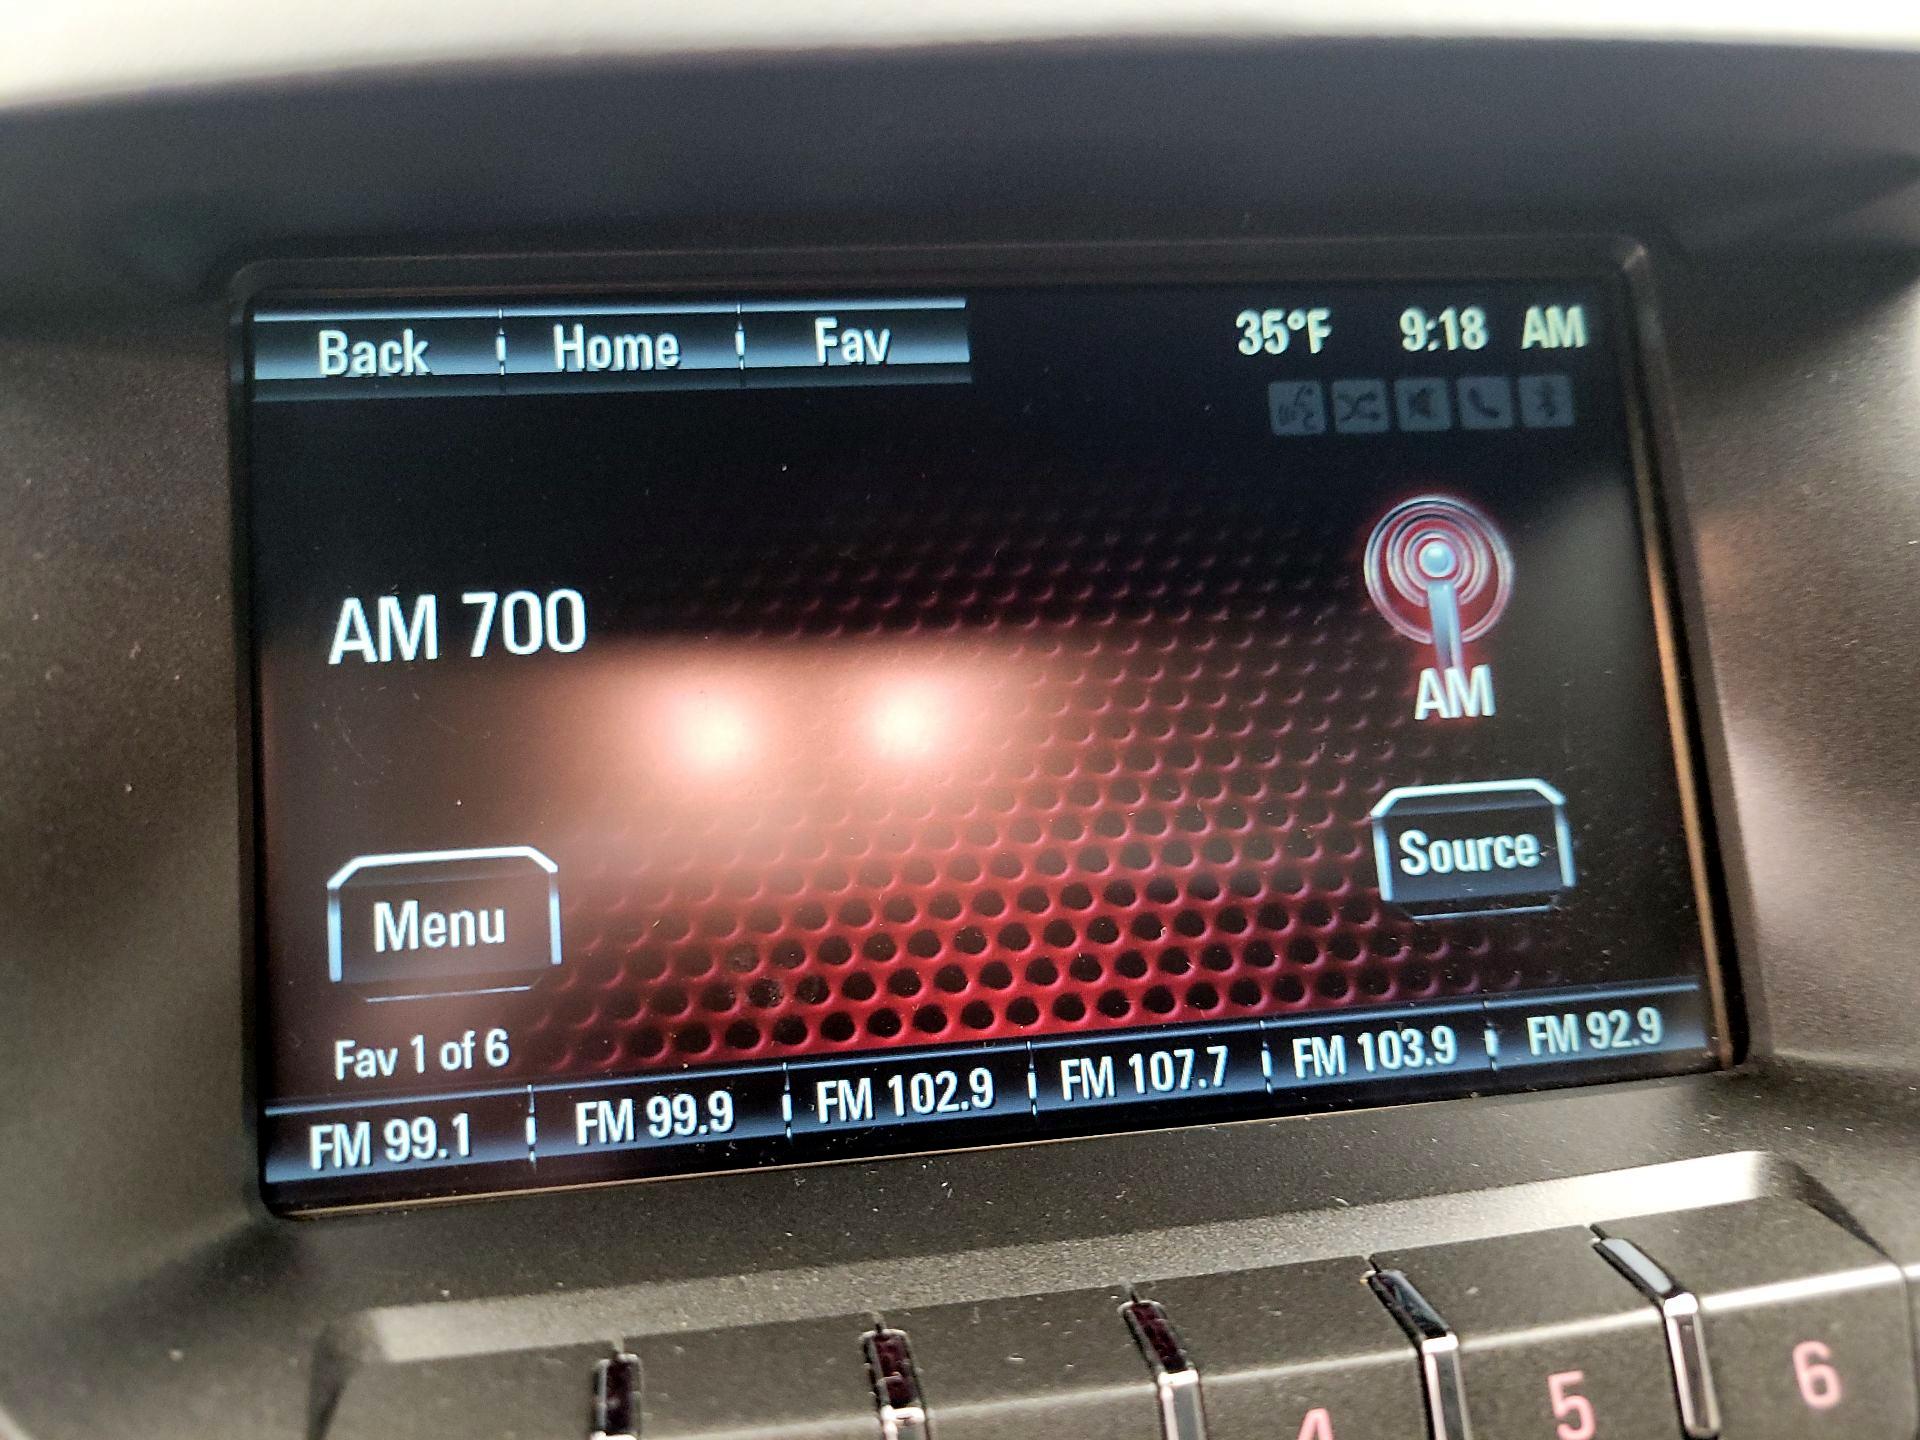 Back Home Fav 35°F 9:18 AM
AM 700
AM
Source
Menu
Fav 1 of 6
FM 99.1 FM 99.9 FM 102.9 FM 107.7 FM 103.9 FM 92.9
4 5 6